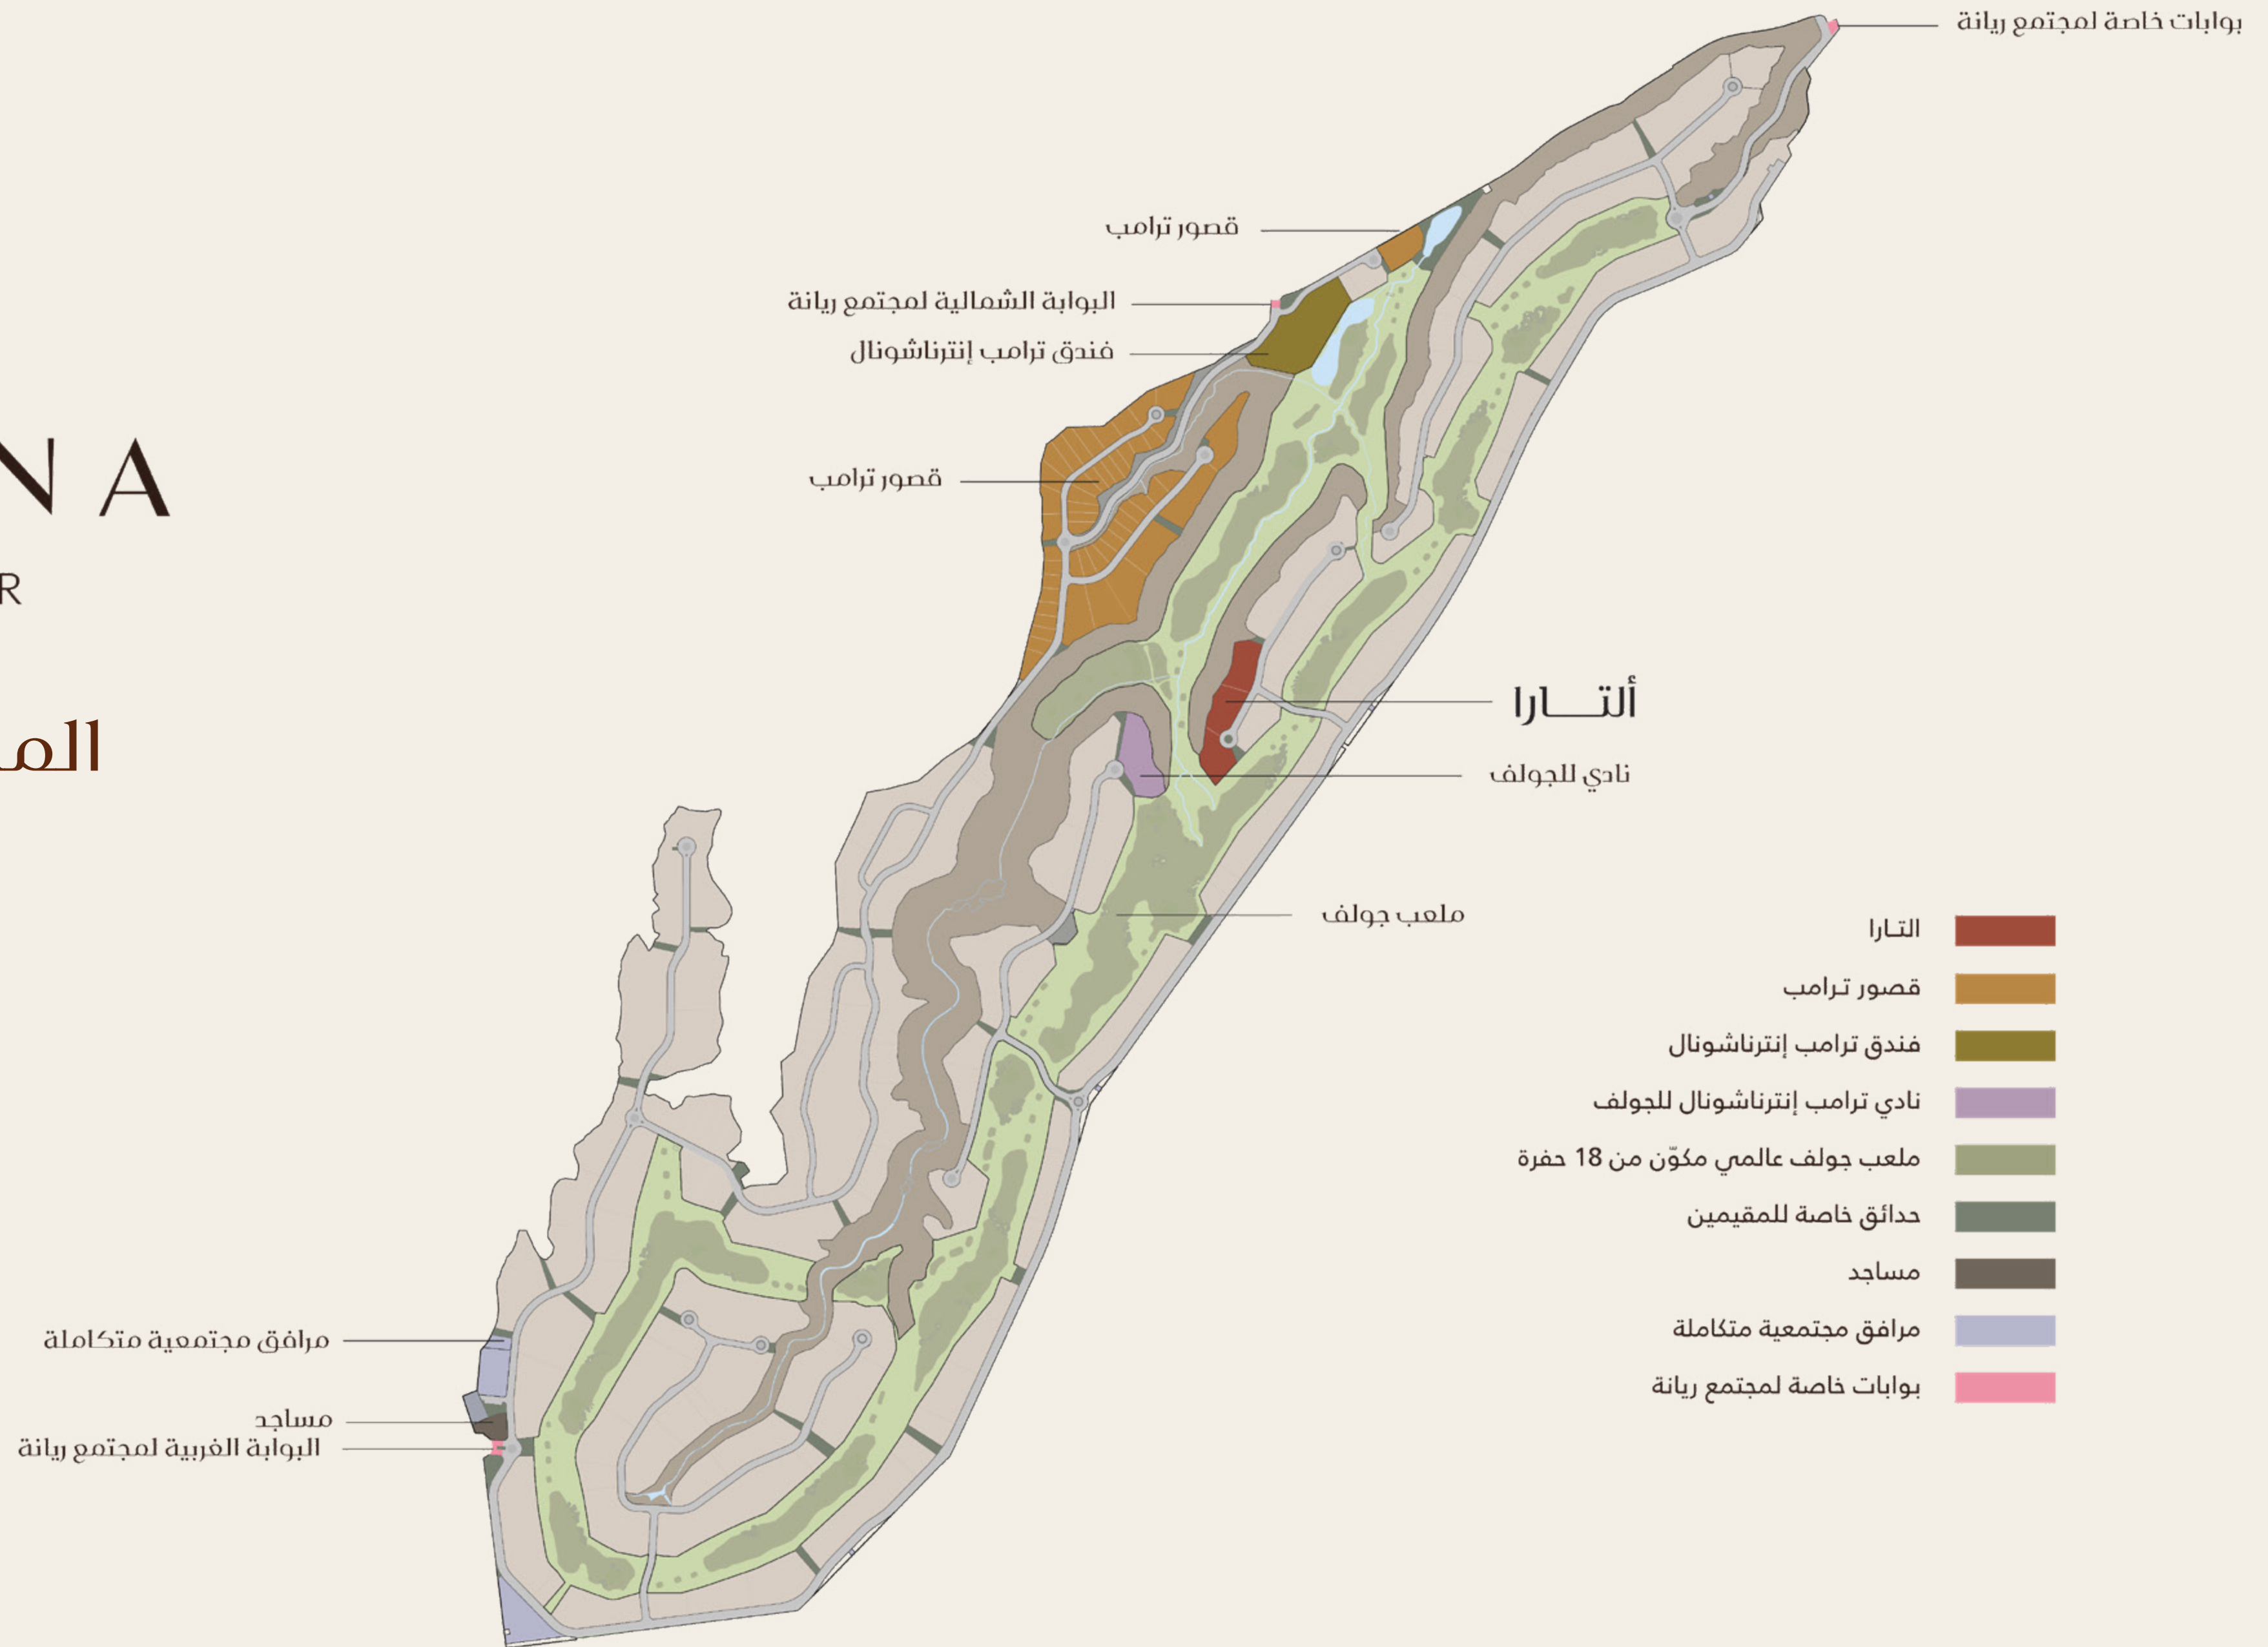 بوابات خاصة لمجتمع ريانة
قصور ترامب
البوابة الشمالية لمجتمع ريانة
فندق ترامب إنترناشونال
قصور ترامب
N A
R
ألتــــارا
الم
نادي للجولف
ملعب جولف
التـارا
قصور ترامب
فندق ترامب إنترناشونال
نادي ترامب إنترناشونال للجولف
ملعب جولف عالمي مكوّن من 18 حفرة
حدائق خاصة للمقيمين
مساجد
مرافق مجتمعية متكاملة
بوابات خاصة لمجتمع ريانة
مرافق مجتمعية متكاملة
مساجد
البوابة الغربية لمجتمع ريانة